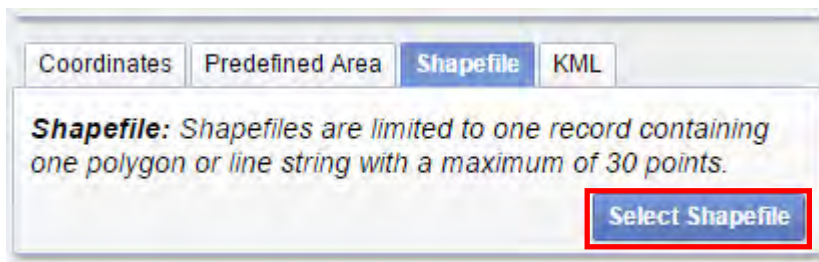 Coordinates Predefined Area Shapefile KML
Shapefile: Shapefiles are limited to one record containing
one polygon or line string with a maximum of 30 points.
Select Shapefile